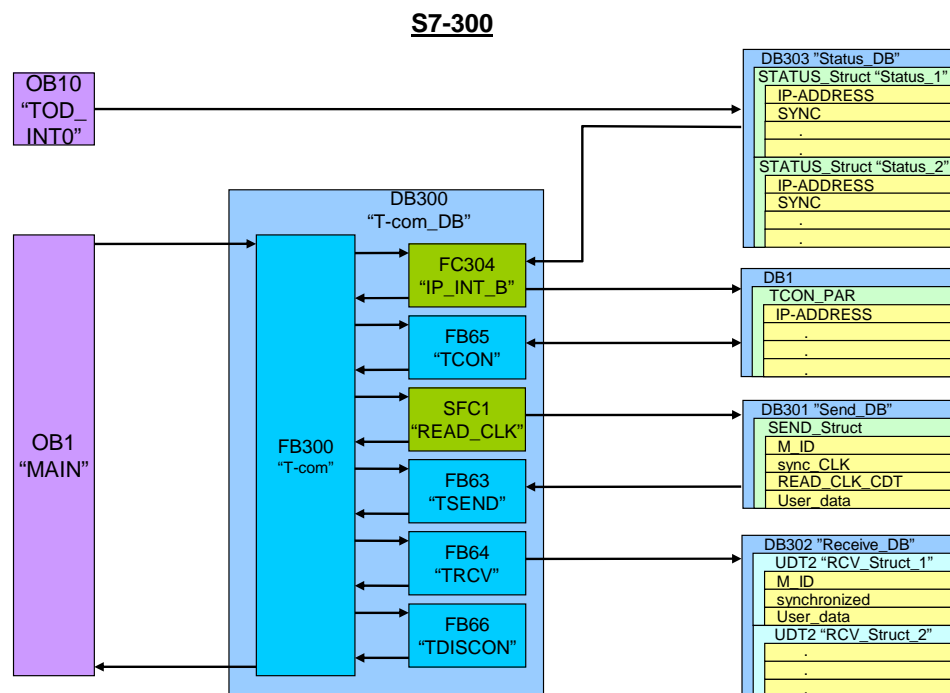 S7-300
OB10
“TOD_
INT0”
OB1
“MAIN”
DB300
“T-com_DB”
FB300
“T-com”
FC304
“IP_INT_B”
FB65
“TCON”
SFC1
“READ_CLK”
FB63
“TSEND”
FB64
“TRCV”
FB66
“TDISCON”
DB303 "Status_DB”
STATUS_Struct “Status_1”
IP-ADDRESS
SYNC
.
.
STATUS_Struct “Status_2”
IP-ADDRESS
SYNC
.
.
DB1
TCON_PAR
IP-ADDRESS
.
.
.
DB301 "Send_DB”
SEND_Struct
M_ID
sync_CLK
READ_CLK_CDT
User_data
DB302 ”Receive_DB”
UDT2 “RCV_Struct_1”
M_ID
synchronized
User_data
UDT2 “RCV_Struct_2”
.
.
.